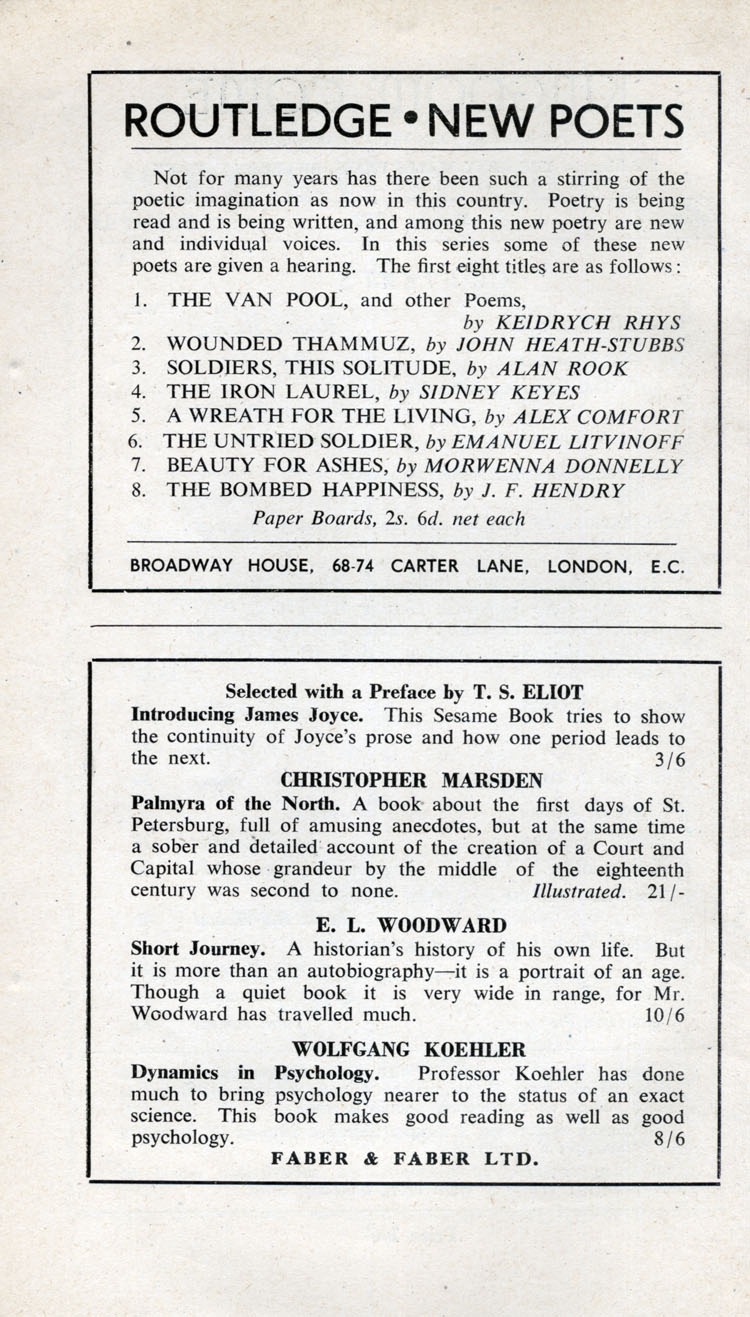 ROUTLEDGE • NEW POETS
Not for many years has there been such a stirring of the
poetic imagination as now in this country. Poetry is being
read and is being written, and among this new poetry are new
and individual voices. In this series some of these new
poets are given a hearing. The first eight titles are as follows:
1. THE VAN POOL, and other Poems,
by KEIDRYCH RHYS
2. WOUNDED THAMMUZ, by JOHN HEATH-STUBBS
3. SOLDIERS, THIS SOLITUDE, by ALAN ROOK
4. THE IRON LAUREL, by SIDNEY KEYES
5. A WREATH FOR THE LIVING, by ALEX COMFORT
6. THE UNTRIED SOLDIER, by EMANUEL LITVINOFF
7. BEAUTY FOR ASHES, by MORWENNA DONNELLY
8. THE BOMBED HAPPINESS, by J. F. HENDRY
Paper Boards, 2s. 6d. net each
BROADWAY HOUSE, 68-74 CARTER LANE, LONDON, E.C.
Selected with a Preface by T. S. ELIOT
Introducing James Joyce. This Sesame Book tries to show
the continuity of Joyce's prose and how one period leads to
the next. 3/6
CHRISTOPHER MARSDEN
Palmyra of the North. A book about the first days of St.
Petersburg, full of amusing anecdotes, but at the same time
a sober and detailed account of the creation of a Court and
Capital whose grandeur by the middle of the eighteenth
century was second to none. Illustrated. 21/-
E. L. WOODWARD
Short Journey. A historian's history of his own life. But
it is more than an autobiography—it is a portrait of an age.
Though a quiet book it is very wide in range, for Mr.
Woodward has travelled much. 10/6
WOLFGANG KOEHLER
Dynamics in Psychology. Professor Koehler has done
much to bring psychology nearer to the status of an exact
science. This book makes good reading as well as good
psychology. 8/6
FABER & FABER LTD.